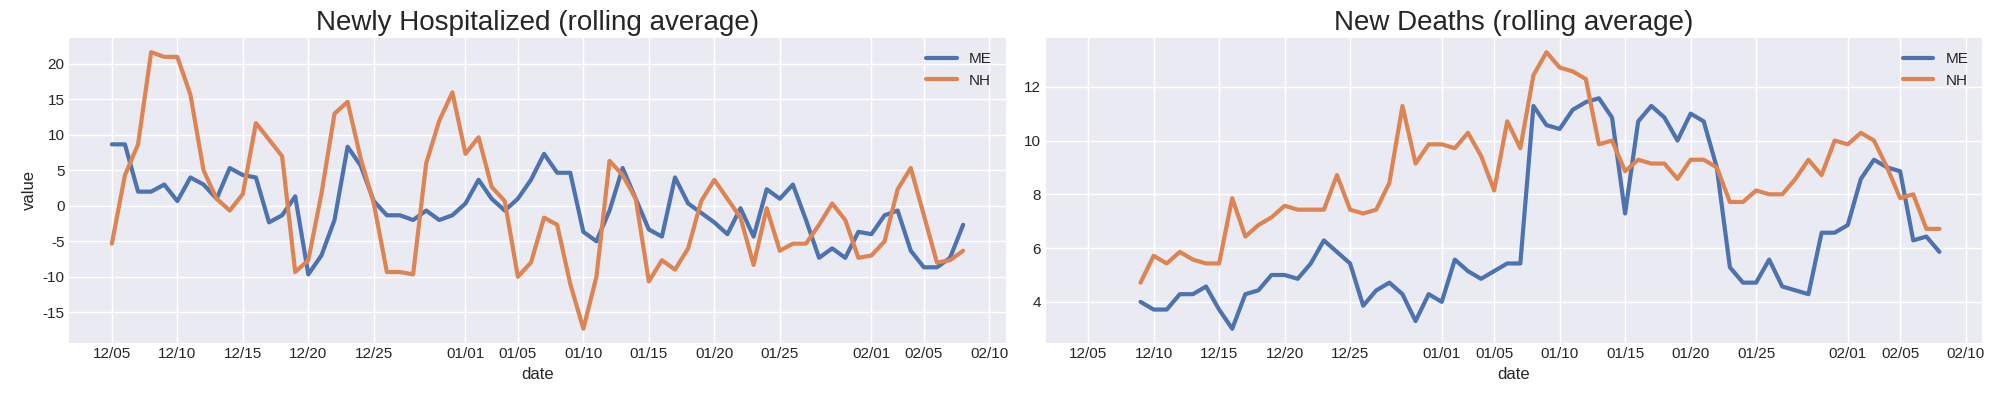 Newly Hospitalized (rolling average)
ME
NH
20
15
10
5
0
-5
-10
-15
value
12/05 12/10 12/15 12/20 12/25 01/01 01/05 01/10 01/15 01/20 01/25 02/01 02/05 02/10
date
New Deaths (rolling average)
ME
NH
12
10
8
6
4
12/05 12/10 12/15 12/20 12/25 01/01 01/05 01/10 01/15 01/20 01/25 02/01 02/05 02/10
date